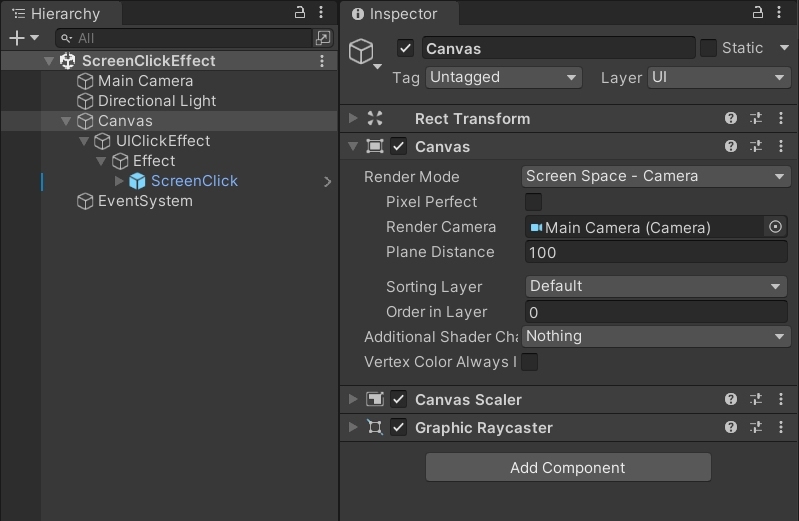 Hierarchy
All
ScreenClickEffect
Main Camera
Directional Light
Canvas
UIClickEffect
Effect
ScreenClick
EventSystem
Inspector
Canvas
Static
Tag Untagged Layer UI
Rect Transform
Canvas
Render Mode Screen Space - Camera
Pixel Perfect
Render Camera Main Camera (Camera)
Plane Distance 100
Sorting Layer Default
Order in Layer 0
Additional Shader Cha Nothing
Vertex Color Always I
Canvas Scaler
Graphic Raycaster
Add Component